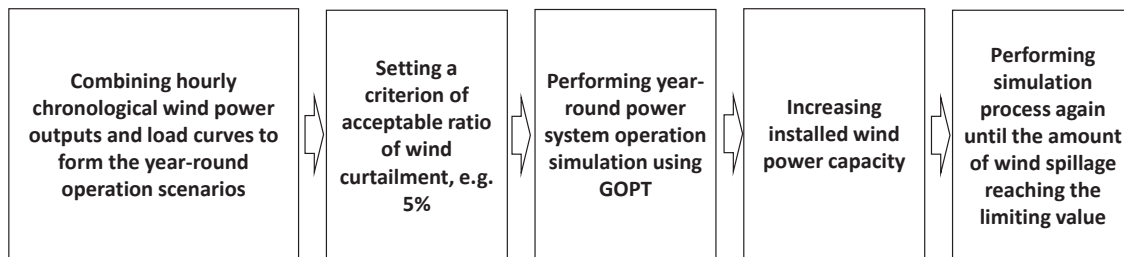 Combining hourly
chronological wind power
outputs and load curves to
form the year-round
operation scenarios
Setting a
criterion of
acceptable ratio
of wind
curtailment, e.g.
5%
Performing year-
round power
system operation
simulation using
GOPT
Increasing
installed wind
power capacity
Performing
simulation
process again
until the amount
of wind spillage
reaching the
limiting value